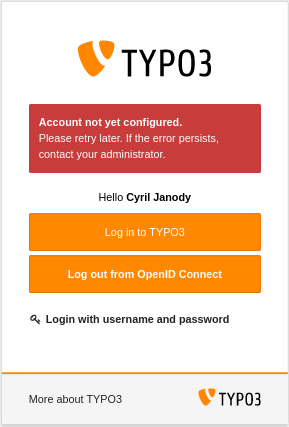 TYPO3
Account not yet configured.
Please retry later. If the error persists,
contact your administrator.
Hello Cyril Janody
Log in to TYPO3
Log out from OpenID Connect
Login with username and password
More about TYPO3
TYPO3